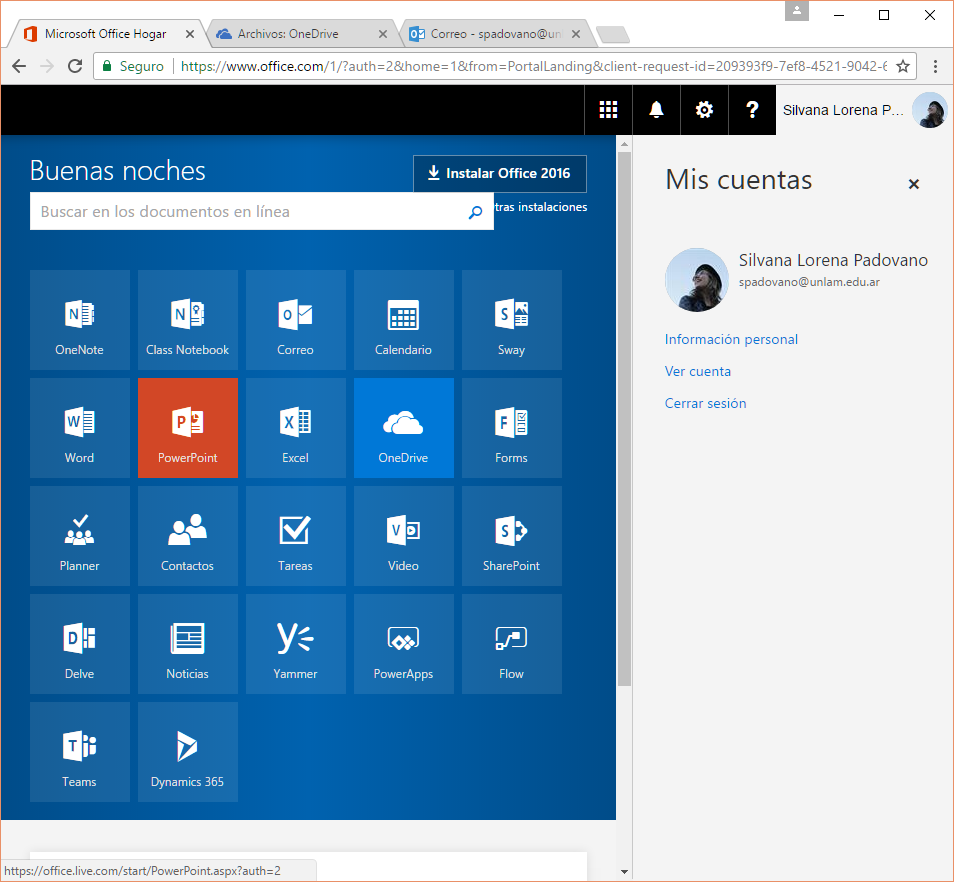 Microsoft Office Hogar
Archivos: OneDrive
Correo - spadovano@un
Seguro
https://www.office.com/1/?auth=2&home=1&from=PortalLanding&client-request-id=209393f9-7ef8-4521-9042-6
?
Silvana Lorena P...
Buenas noches
Instalar Office 2016
Buscar en los documentos en línea
tras instalaciones
OneNote
Class Notebook
Correo
Calendario
Sway
Word
PowerPoint
Excel
OneDrive
Forms
Planner
Contactos
Tareas
Video
SharePoint
Delve
Noticias
Yammer
PowerApps
Flow
Teams
Dynamics 365
Mis cuentas
Silvana Lorena Padovano
spadovano@unlam.edu.ar
Información personal
Ver cuenta
Cerrar sesión
https://office.live.com/start/PowerPoint.aspx?auth=2